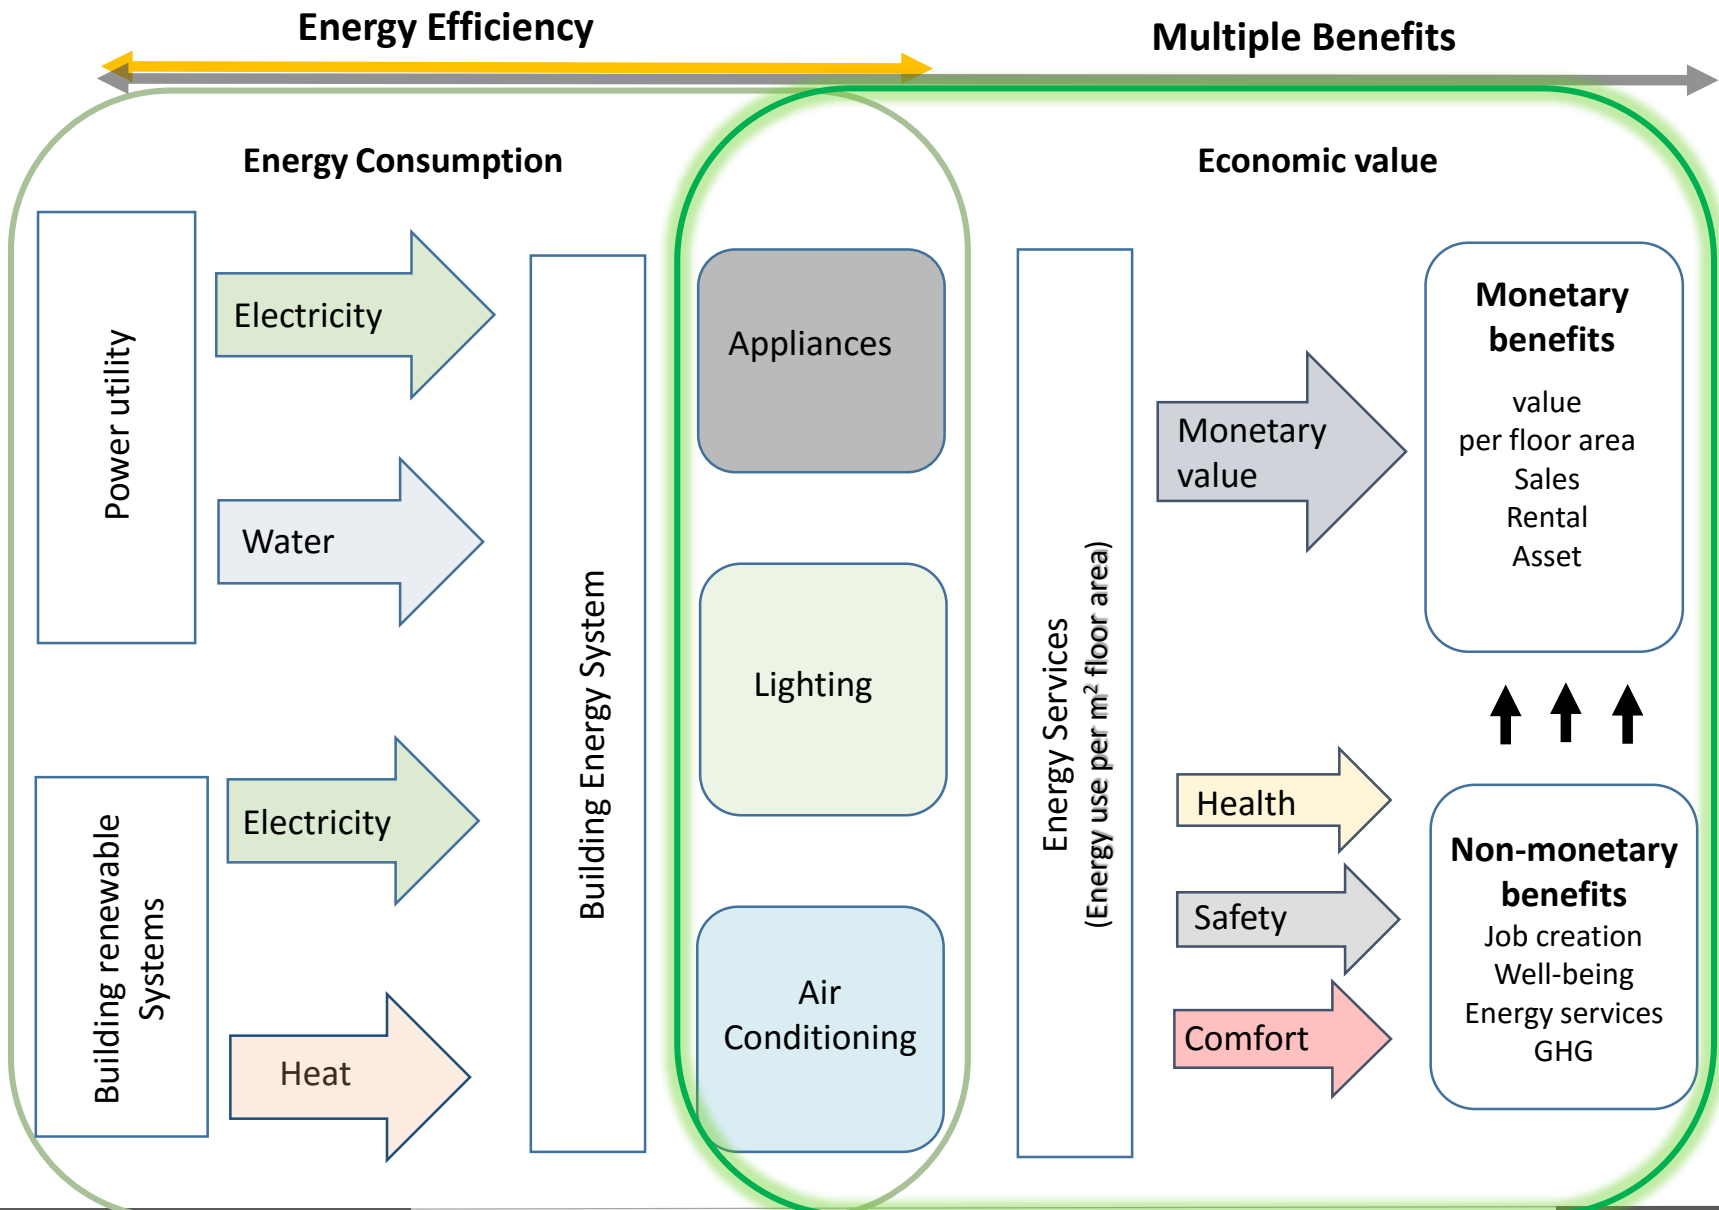 Energy Efficiency
Multiple Benefits
Energy Consumption
Economic value
Power utility
Electricity
Water
Building renewable
Systems
Electricity
Heat
Building Energy System
Appliances
Lighting
Air
Conditioning
Energy Services
(Energy use per m² floor area)
Monetary
value
Health
Safety
Comfort
Monetary
benefits
value
per floor area
Sales
Rental
Asset
Non-monetary
benefits
Job creation
Well-being
Energy services
GHG